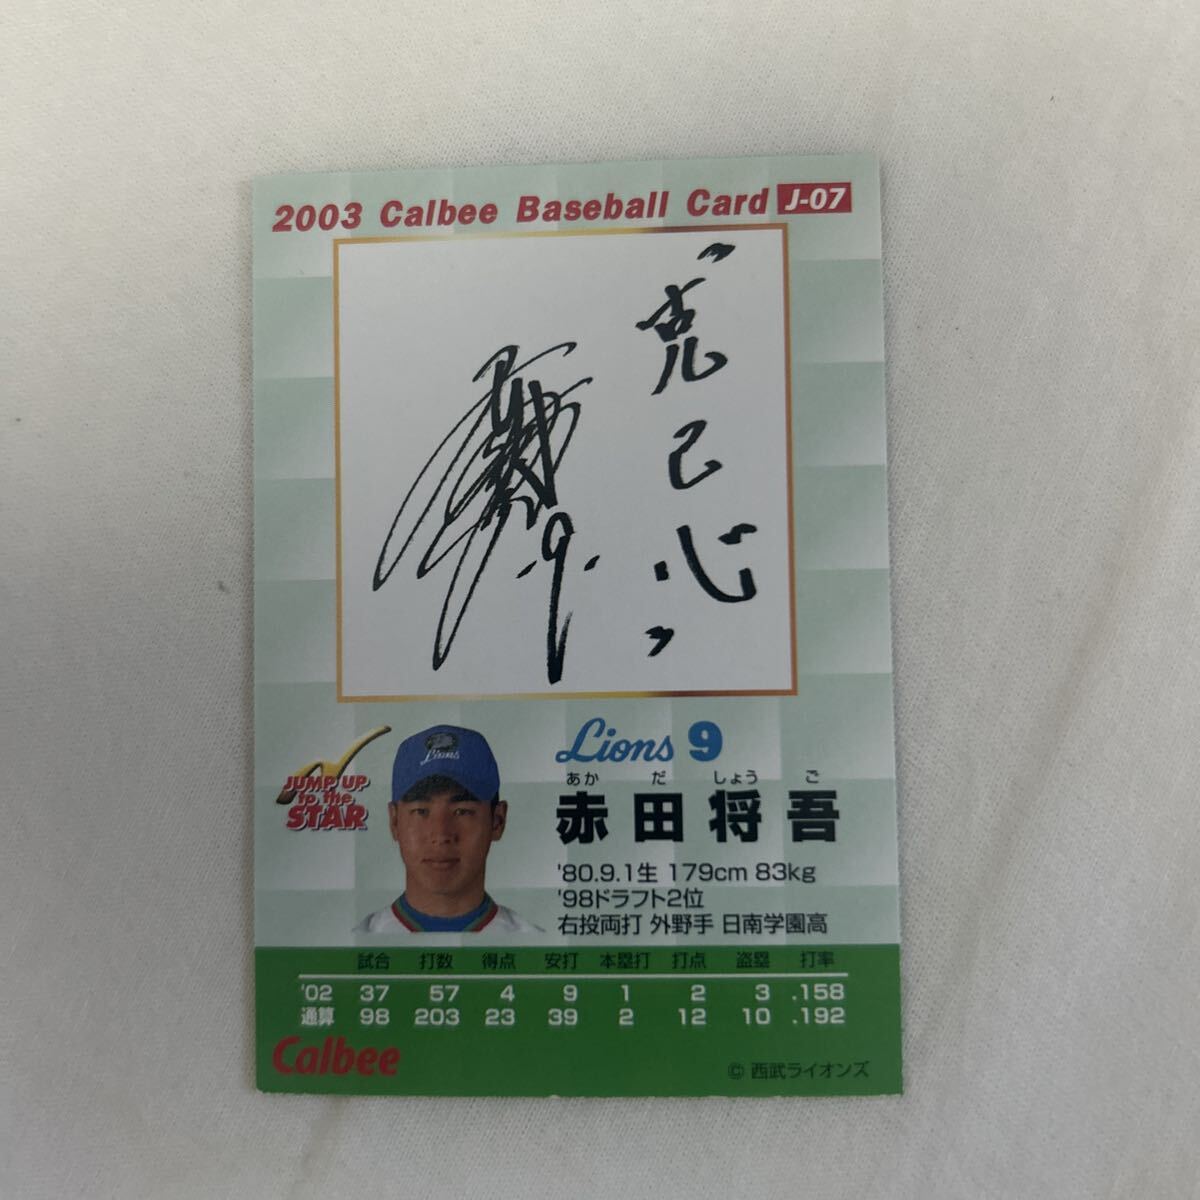 2003 Calbee Baseball Card J-07
"克己心"
9
JUMP UP
to the
STAR
Lions
Lions 9
あか だ しょう ご
赤田将吾
'80.9.1生 179cm 83kg
'98ドラフト2位
右投両打 外野手 日南学園高
試合 打数 得点 安打 本塁打 打点 盗塁 打率
'02 37 57 4 9 1 2 3 .158
通算 98 203 23 39 2 12 10 .192
Calbee
© 西武ライオンズ